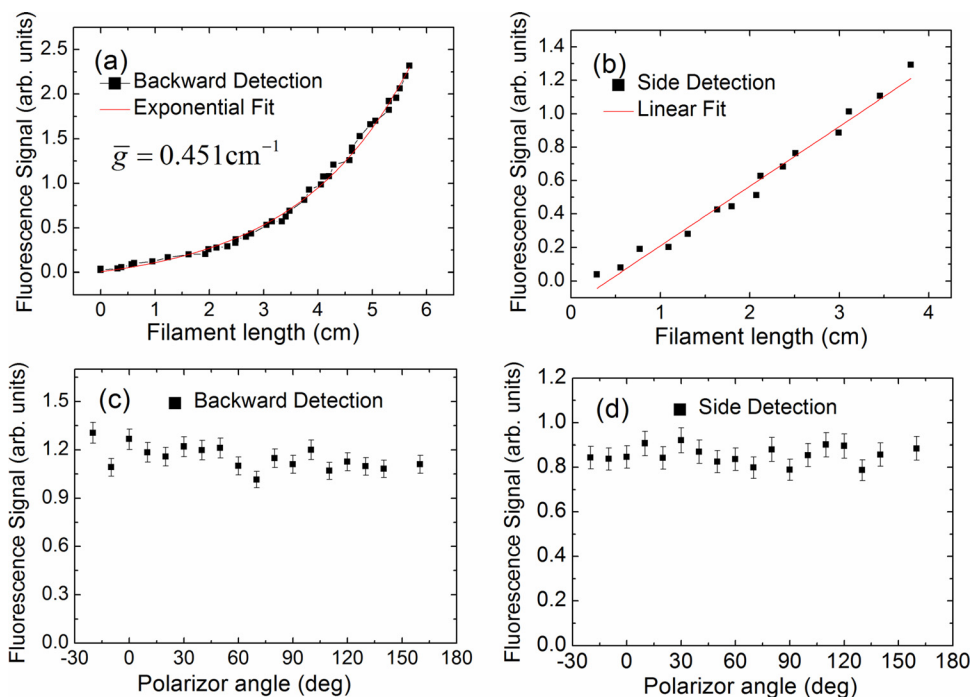 (a)
Backward Detection
Exponential Fit
g̅ = 0.451cm⁻¹
Fluorescence Signal (arb. units)
2.5
2.0
1.5
1.0
0.5
0.0
0 1 2 3 4 5 6
Filament length (cm)
(b)
Side Detection
Linear Fit
Fluorescence Signal (arb. units)
1.4
1.2
1.0
0.8
0.6
0.4
0.2
0.0
0 1 2 3 4
Filament length (cm)
(c)
Backward Detection
Fluorescence Signal (arb. units)
1.5
1.2
0.9
0.6
0.3
0.0
-30 0 30 60 90 120 150 180
Polarizor angle (deg)
(d)
Side Detection
Fluorescence Signal (arb. units)
1.2
1.0
0.8
0.6
0.4
0.2
0.0
-30 0 30 60 90 120 150 180
Polarizor angle (deg)